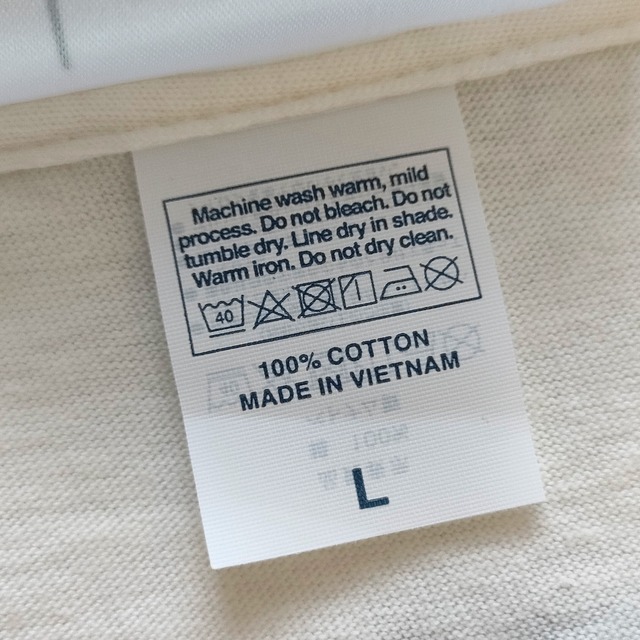 Machine wash warm, mild
process. Do not bleach. Do not
tumble dry. Line dry in shade.
Warm iron. Do not dry clean.
40
100% COTTON
MADE IN VIETNAM
L